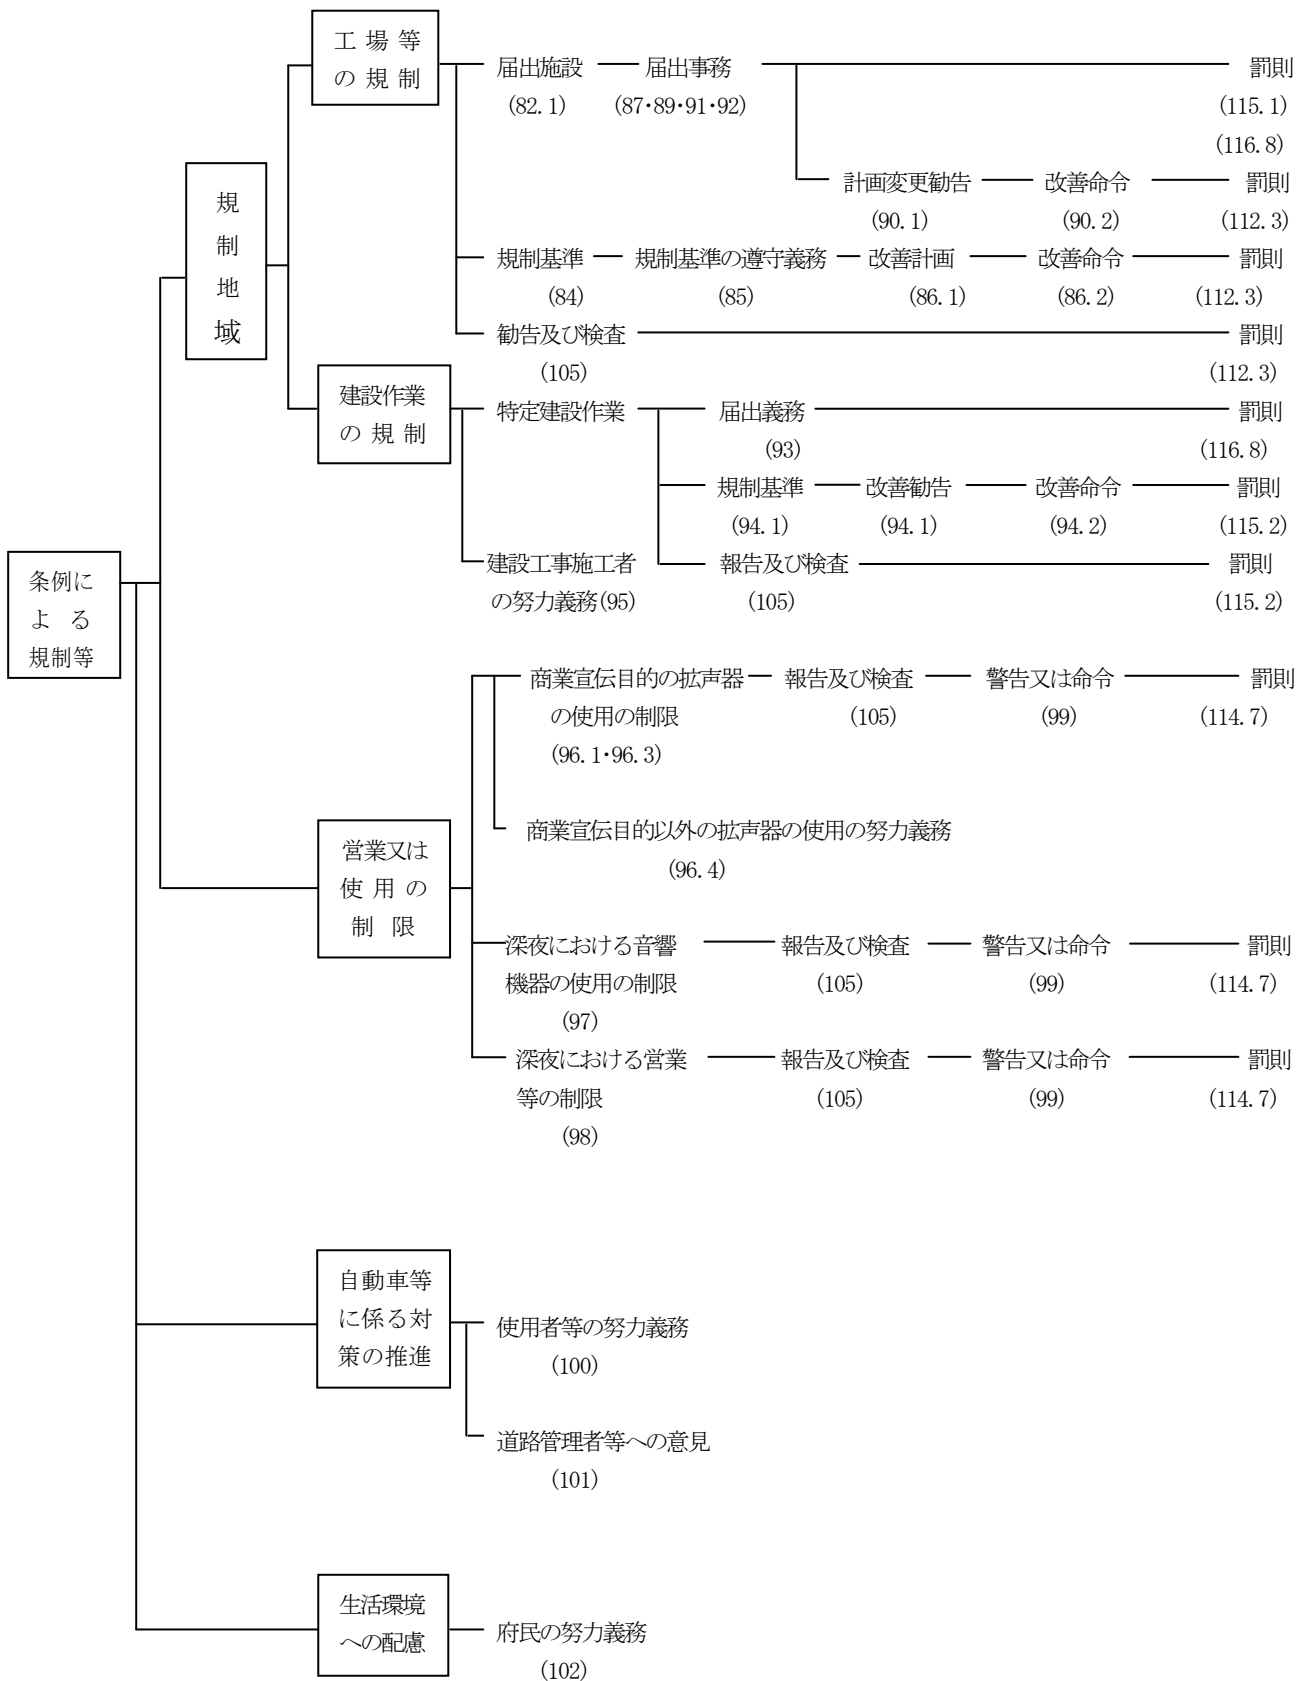 工場等
の規制
届出施設
届出事務
罰則
(82.1)
(87・89・91・92)
(115.1)
(116.8)
計画変更勧告
改善命令
罰則
(90.1)
(90.2)
(112.3)
規制基準
規制基準の遵守義務
改善計画
改善命令
罰則
(84)
(85)
(86.1)
(86.2)
(112.3)
勧告及び検査
罰則
(105)
(112.3)
規
制
地
域
建設作業
の規制
特定建設作業
届出義務
罰則
(93)
(116.8)
規制基準
改善勧告
改善命令
罰則
(94.1)
(94.1)
(94.2)
(115.2)
建設工事施工者
の努力義務(95)
報告及び検査
罰則
(105)
(115.2)
条例に
よる
規制等
商業宣伝目的の拡声器
の使用の制限
(96.1・96.3)
報告及び検査
(105)
警告又は命令
(99)
罰則
(114.7)
商業宣伝目的以外の拡声器の使用の努力義務
(96.4)
営業又は
使用の
制限
深夜における音響
機器の使用の制限
(97)
報告及び検査
(105)
警告又は命令
(99)
罰則
(114.7)
深夜における営業
等の制限
(98)
報告及び検査
(105)
警告又は命令
(99)
罰則
(114.7)
自動車等
に係る対
策の推進
使用者等の努力義務
(100)
道路管理者等への意見
(101)
生活環境
への配慮
府民の努力義務
(102)